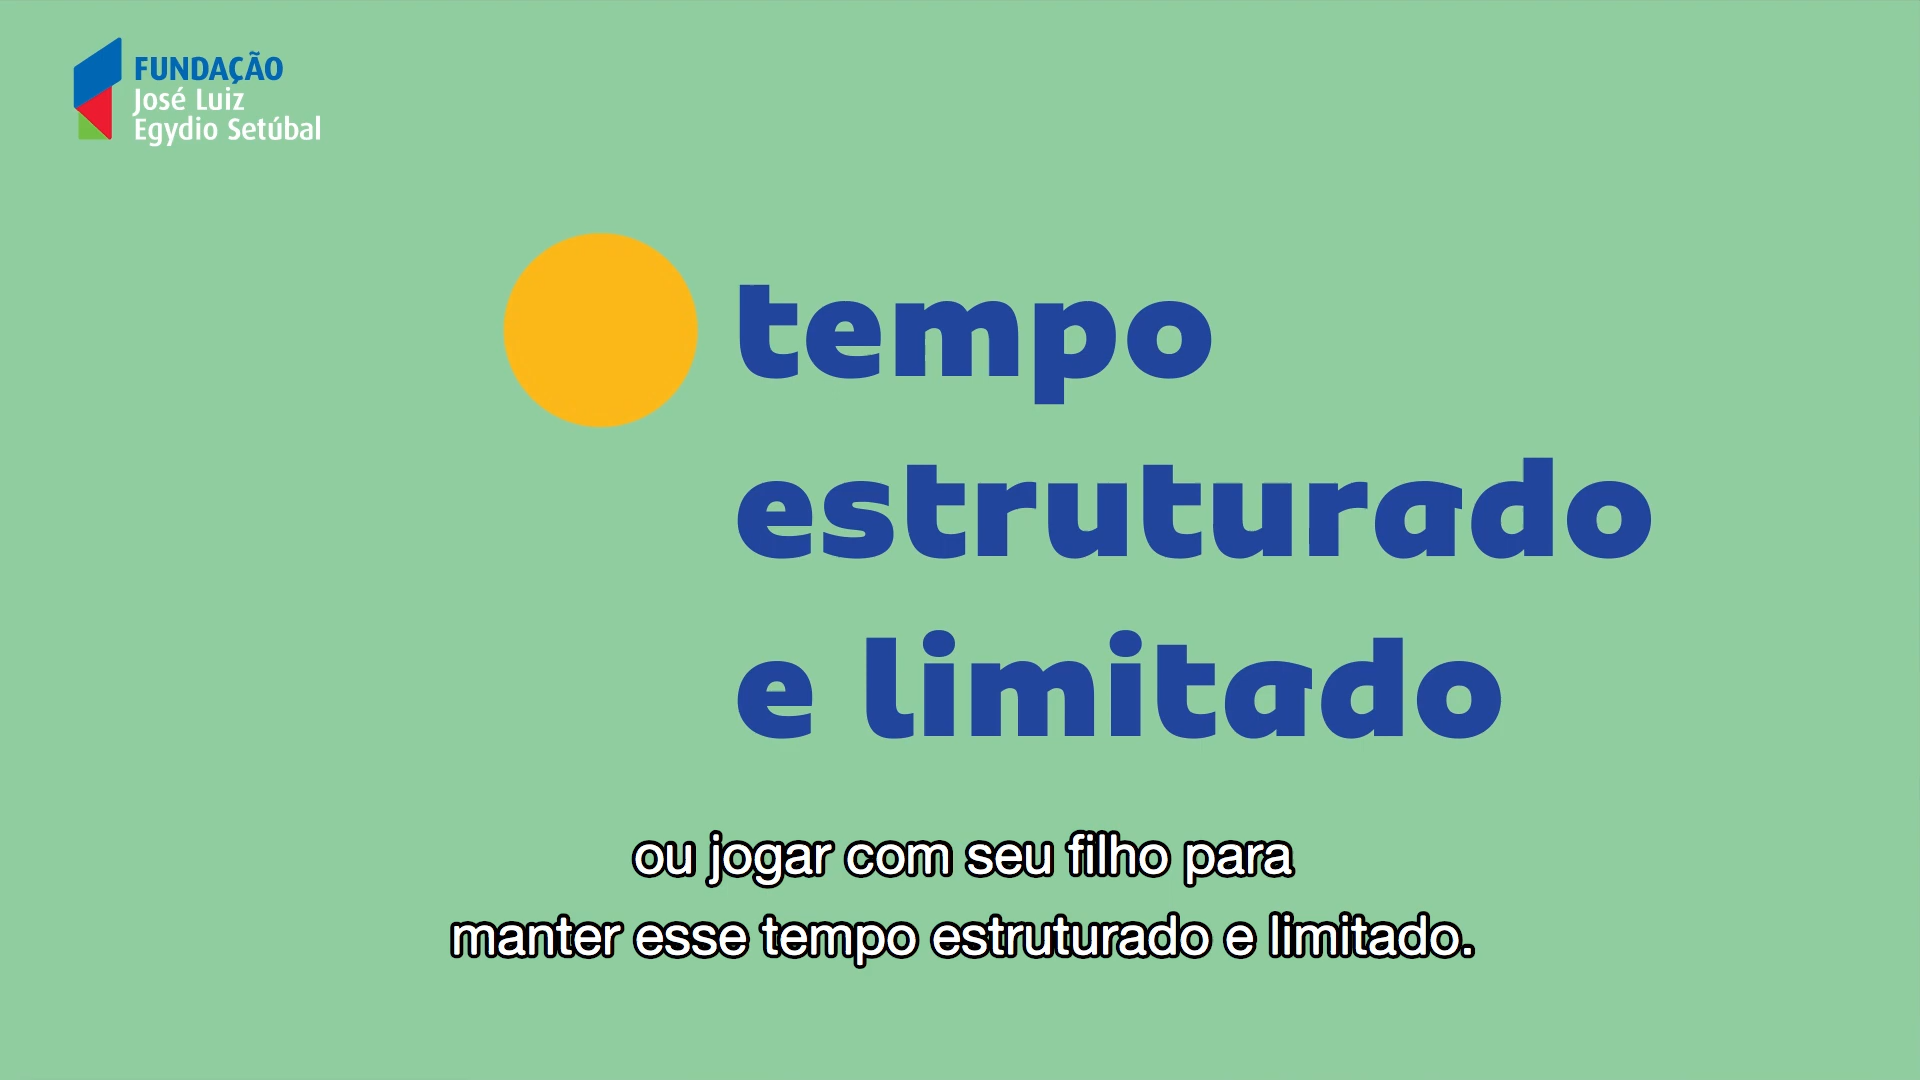 FUNDAÇÃO
José Luiz
Egydio Setúbal
tempo
estruturado
e limitado
ou jogar com seu filho para
manter esse tempo estruturado e limitado.